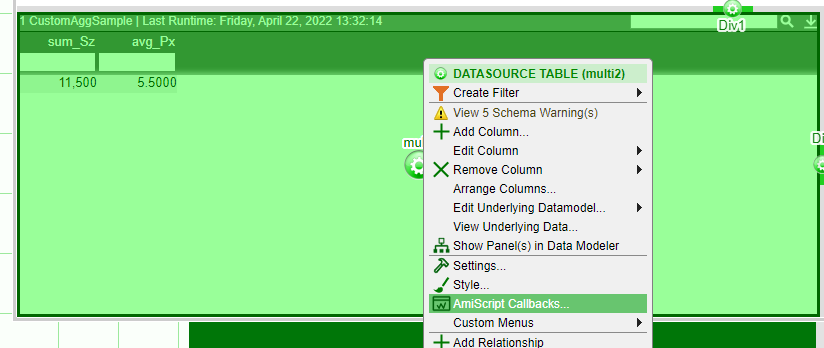 1 CustomAggSample | Last Runtime: Friday, April 22, 2022 13:32:14
Div1
sum_Sz avg_Px
11,500 5.5000
DATASOURCE TABLE (multi2)
Create Filter
View 5 Schema Warning(s)
Add Column...
Edit Column
Remove Column
Arrange Columns...
Edit Underlying Datamodel...
View Underlying Data...
Show Panel(s) in Data Modeler
Settings...
Style...
AmiScript Callbacks...
Custom Menus
Add Relationship